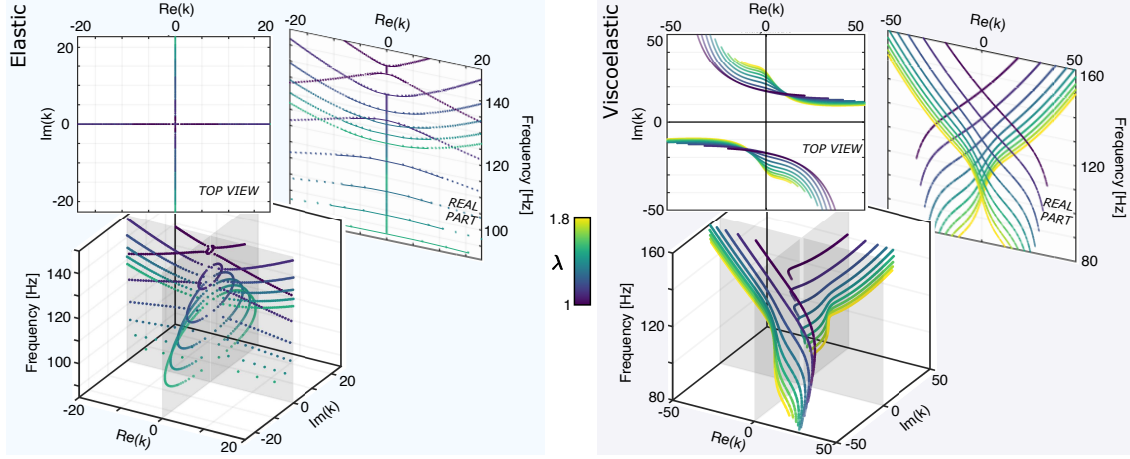 Elastic
Re(k)
-20
0
20
20
Im(k)
0
-20
TOP VIEW
Re(k)
-20
0
20
140
120
100
Frequency [Hz]
REAL
PART
140
120
100
Frequency [Hz]
-20
0
20
Re(k)
-20
0
20
Im(k)
1.8
λ
1
Viscoelastic
Re(k)
-50
0
50
50
Im(k)
0
-50
TOP VIEW
Re(k)
-50
0
50
160
120
80
Frequency [Hz]
REAL
PART
160
120
80
Frequency [Hz]
-50
0
50
Re(k)
-50
0
50
Im(k)